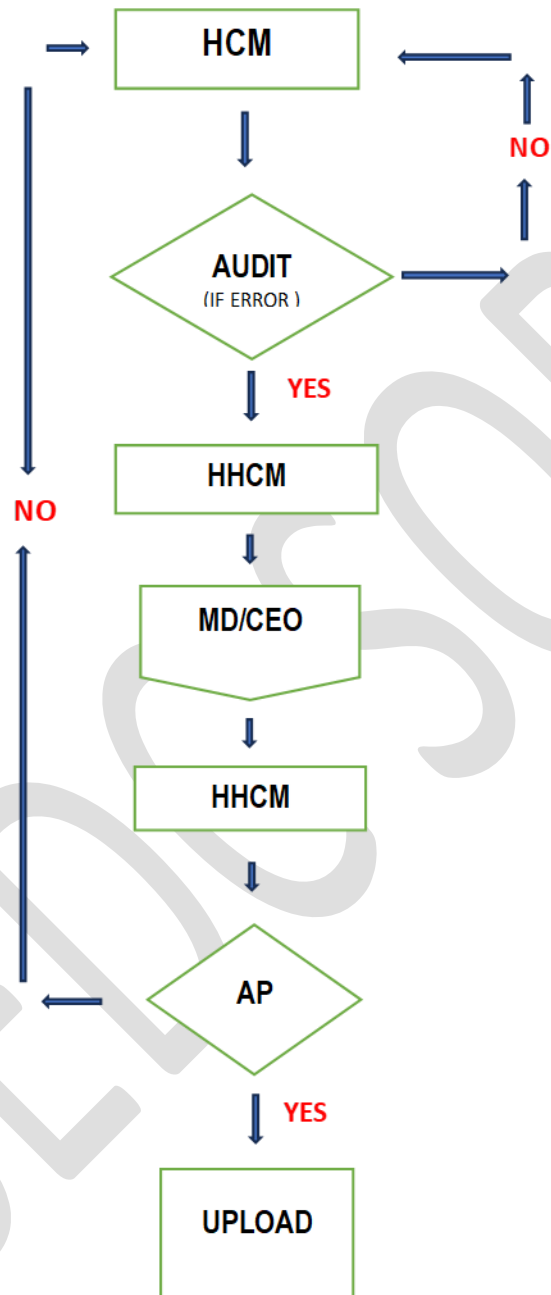 HCM
NO
AUDIT
(IF ERROR )
YES
HHCM
NO
MD/CEO
HHCM
AP
YES
UPLOAD